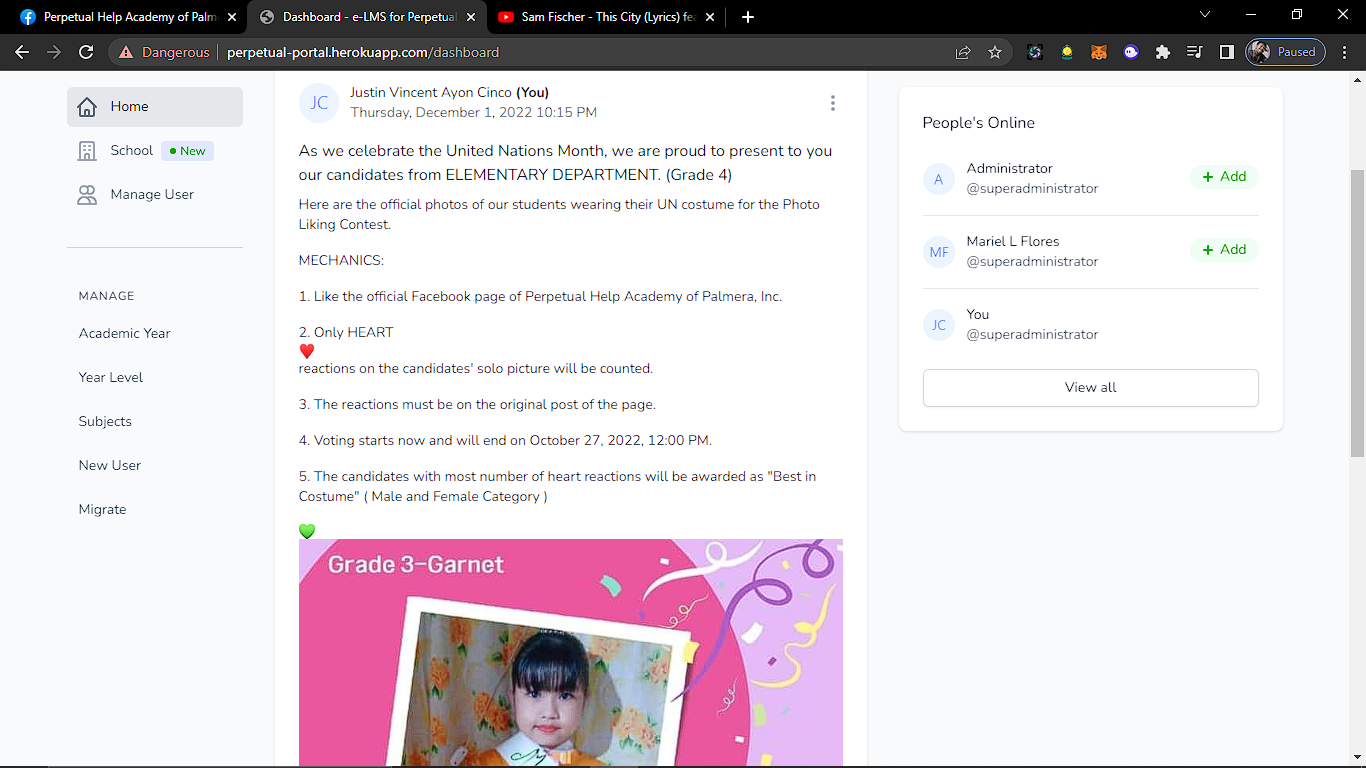 Perpetual Help Academy of Palm
Dashboard - e-LMS for Perpetual
Sam Fischer - This City (Lyrics) fe
Dangerous
perpetual-portal.herokuapp.com/dashboard
Paused
Home
School
New
Manage User
MANAGE
Academic Year
Year Level
Subjects
New User
Migrate
JC
Justin Vincent Ayon Cinco (You)
Thursday, December 1, 2022 10:15 PM
As we celebrate the United Nations Month, we are proud to present to you
our candidates from ELEMENTARY DEPARTMENT. (Grade 4)
Here are the official photos of our students wearing their UN costume for the Photo
Liking Contest.
MECHANICS:
1. Like the official Facebook page of Perpetual Help Academy of Palmera, Inc.
2. Only HEART
❤️
reactions on the candidates' solo picture will be counted.
3. The reactions must be on the original post of the page.
4. Voting starts now and will end on October 27, 2022, 12:00 PM.
5. The candidates with most number of heart reactions will be awarded as "Best in
Costume" ( Male and Female Category )
💚
Grade 3-Garnet
People's Online
A
Administrator
@superadministrator
+ Add
MF
Mariel L Flores
@superadministrator
+ Add
JC
You
@superadministrator
View all